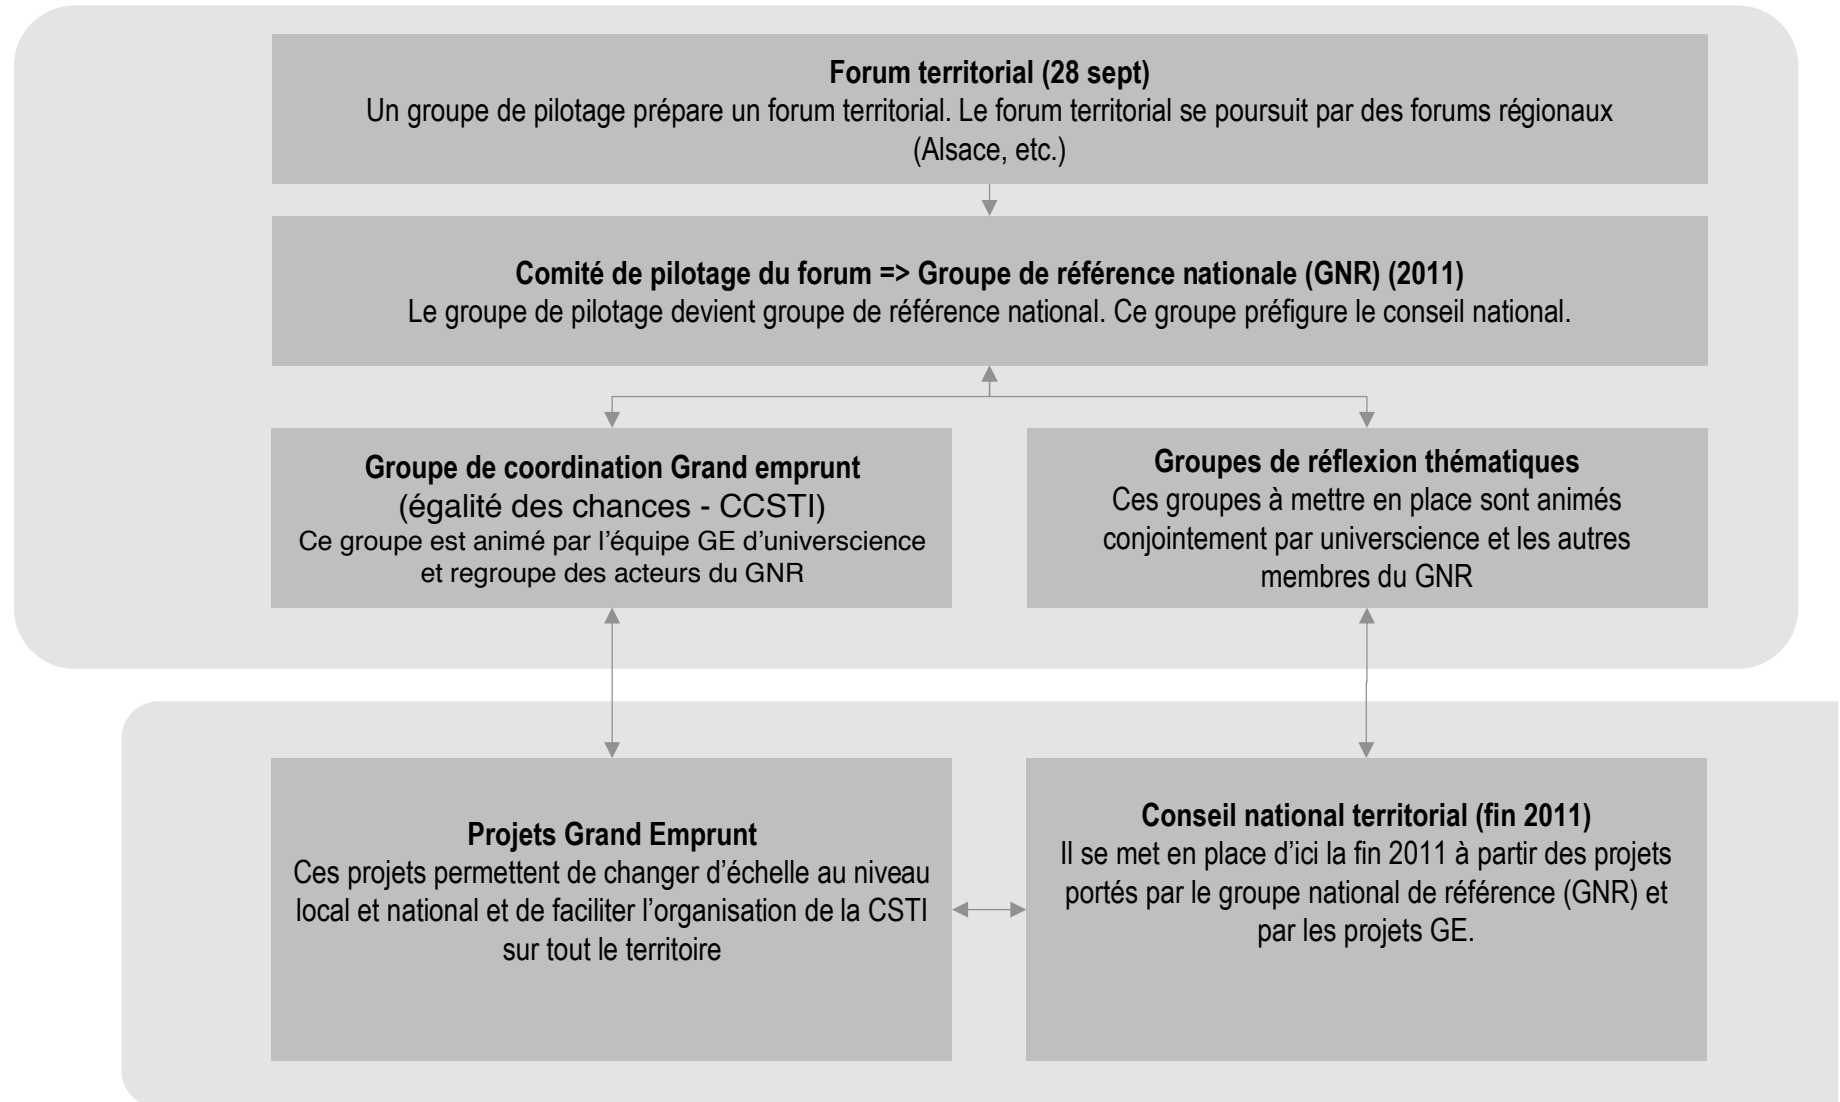 Forum territorial (28 sept)
Un groupe de pilotage prépare un forum territorial. Le forum territorial se poursuit par des forums régionaux
(Alsace, etc.)
Comité de pilotage du forum => Groupe de référence nationale (GNR) (2011)
Le groupe de pilotage devient groupe de référence national. Ce groupe préfigure le conseil national.
Groupe de coordination Grand emprunt
(égalité des chances - CCSTI)
Ce groupe est animé par l’équipe GE d’universcience
et regroupe des acteurs du GNR
Groupes de réflexion thématiques
Ces groupes à mettre en place sont animés
conjointement par universcience et les autres
membres du GNR
Projets Grand Emprunt
Ces projets permettent de changer d’échelle au niveau
local et national et de faciliter l’organisation de la CSTI
sur tout le territoire
Conseil national territorial (fin 2011)
Il se met en place d’ici la fin 2011 à partir des projets
portés par le groupe national de référence (GNR) et
par les projets GE.